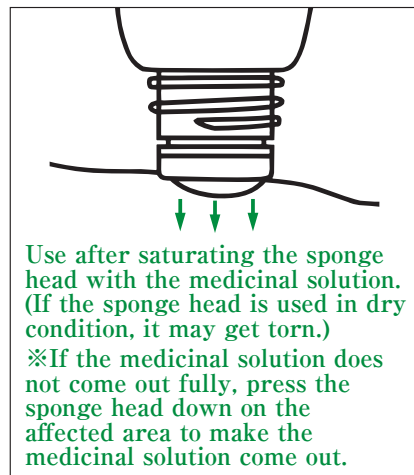 Use after saturating the sponge
head with the medicinal solution.
(If the sponge head is used in dry
condition, it may get torn.)
※If the medicinal solution does
not come out fully, press the
sponge head down on the
affected area to make the
medicinal solution come out.